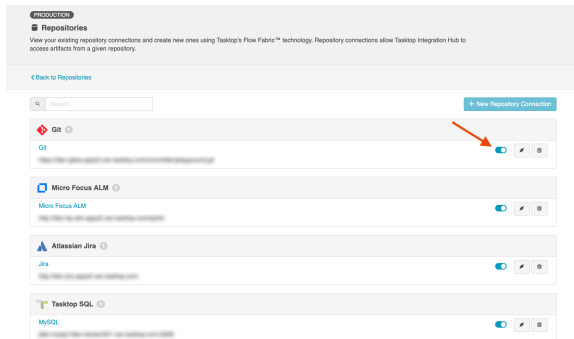 PRODUCTION
Repositories
View your existing repository connections and create new ones using Tasktop's Flow Fabric™ technology. Repository connections allow Tasktop Integration Hub to
access artifacts from a given repository.
Back to Repositories
Search
+ New Repository Connection
Git
Git
Micro Focus ALM
Micro Focus ALM
Atlassian Jira
Jira
Tasktop SQL
MySQL